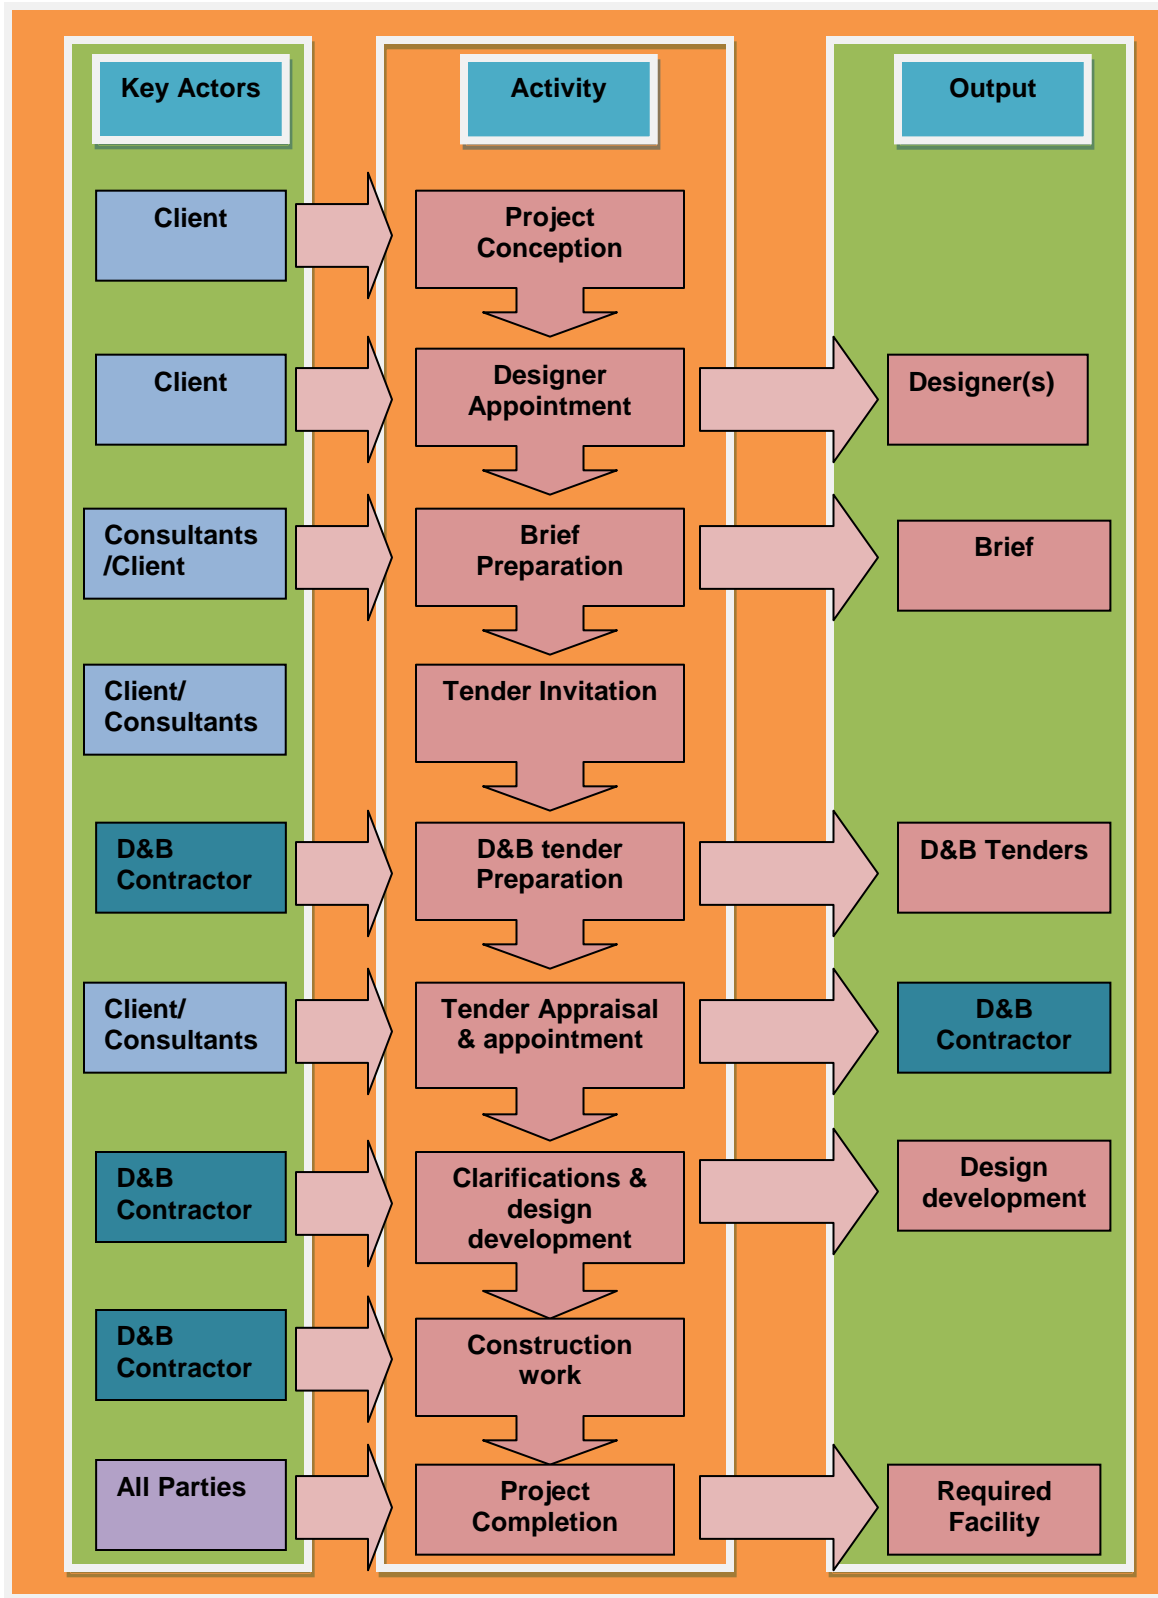 Key Actors
Activity
Output
Client
Project
Conception
Client
Designer
Appointment
Designer(s)
Consultants
/Client
Brief
Preparation
Brief
Client/
Consultants
Tender Invitation
D&B
Contractor
D&B tender
Preparation
D&B Tenders
Client/
Consultants
Tender Appraisal
& appointment
D&B
Contractor
D&B
Contractor
Clarifications &
design
development
Design
development
D&B
Contractor
Construction
work
All Parties
Project
Completion
Required
Facility